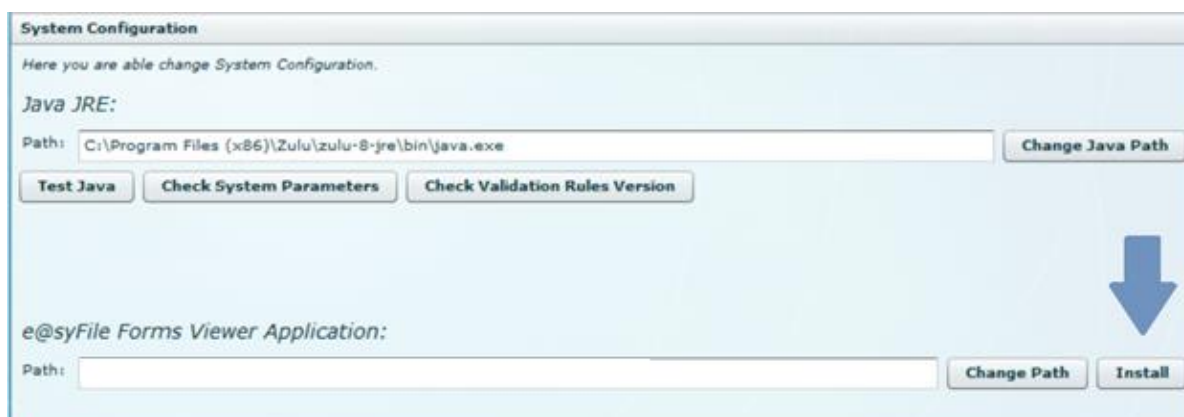 System Configuration
Here you are able change System Configuration.
Java JRE:
Path: C:\Program Files (x86)\Zulu\zulu-8-jre\bin\java.exe Change Java Path
Test Java Check System Parameters Check Validation Rules Version
e@syFile Forms Viewer Application:
Path: Change Path Install